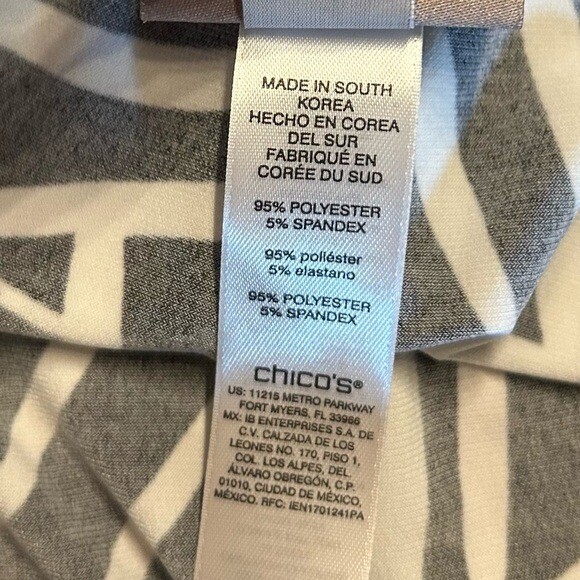 MADE IN SOUTH
KOREA
HECHO EN COREA
DEL SUR
FABRIQUÉ EN
CORÉE DU SUD
95% POLYESTER
5% SPANDEX
95% poliéster
5% elastano
95% POLYESTER
5% SPANDEX
chico's®
US: 11215 METRO PARKWAY
FORT MYERS, FL 33966
MX: IB ENTERPRISES S.A. DE
C.V. CALZADA DE LOS
LEONES NO. 170, PISO 1,
COL. LOS ALPES, DEL.
ÁLVARO OBREGÓN, C.P.
01010, CIUDAD DE MÉXICO,
MÉXICO. RFC: IEN1701241PA